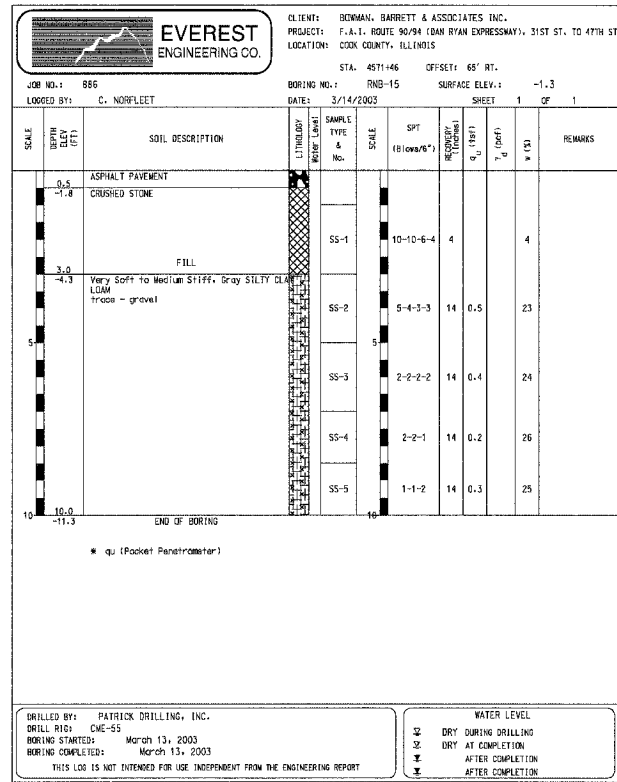 EVEREST
ENGINEERING CO.
CLIENT: BOWMAN, BARRETT & ASSOCIATES INC.
PROJECT: F.A.I. ROUTE 90/94 (DAN RYAN EXPRESSWAY), 31ST ST. TO 47TH ST
LOCATION: COOK COUNTY, ILLINOIS
STA. 4571+46 OFFSET: 65' RT.
JOB NO.: 686 BORING NO.: RNB-15 SURFACE ELEV.: -1.3
LOGGED BY: C. NORFLEET DATE: 3/14/2003 SHEET 1 OF 1
SCALE DEPTH ELEV (FT) SOIL DESCRIPTION LITHOLOGY Water Level SAMPLE TYPE & No. SCALE SPT (Blows/6") RECOVERY (Inches) qu (tsf) γd (pcf) w (%) REMARKS
ASPHALT PAVEMENT
0.5
-1.8 CRUSHED STONE
SS-1 10-10-6-4 4 4
FILL
3.0
-4.3 Very Soft to Medium Stiff, Gray SILTY CLA
LOAM
trace - gravel
SS-2 5-4-3-3 14 0.5 23
5 5
SS-3 2-2-2-2 14 0.4 24
SS-4 2-2-1 14 0.2 26
SS-5 1-1-2 14 0.3 25
10 10.0 10
-11.3 END OF BORING
* qu (Pocket Penetrometer)
DRILLED BY: PATRICK DRILLING, INC.
DRILL RIG: CME-55
BORING STARTED: March 13, 2003
BORING COMPLETED: March 13, 2003
THIS LOG IS NOT INTENDED FOR USE INDEPENDENT FROM THE ENGINEERING REPORT
WATER LEVEL
DRY DURING DRILLING
DRY AT COMPLETION
AFTER COMPLETION
AFTER COMPLETION